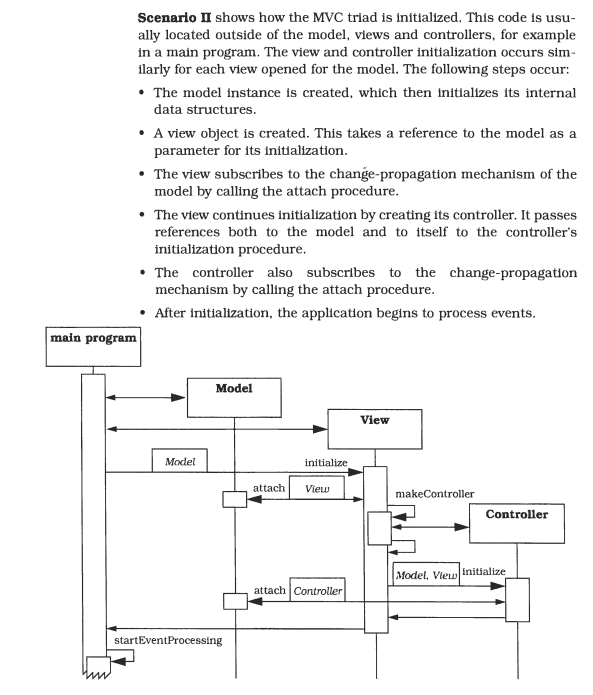 Scenario II shows how the MVC triad is initialized. This code is usu-
ally located outside of the model, views and controllers, for example
in a main program. The view and controller initialization occurs sim-
ilarly for each view opened for the model. The following steps occur:
• The model instance is created, which then initializes its internal
data structures.
• A view object is created. This takes a reference to the model as a
parameter for its initialization.
• The view subscribes to the change-propagation mechanism of the
model by calling the attach procedure.
• The view continues initialization by creating its controller. It passes
references both to the model and to itself to the controller's
initialization procedure.
• The controller also subscribes to the change-propagation
mechanism by calling the attach procedure.
• After initialization, the application begins to process events.
main program
Model
View
Model
initialize
attach View
makeController
Controller
Model, View initialize
attach Controller
startEventProcessing